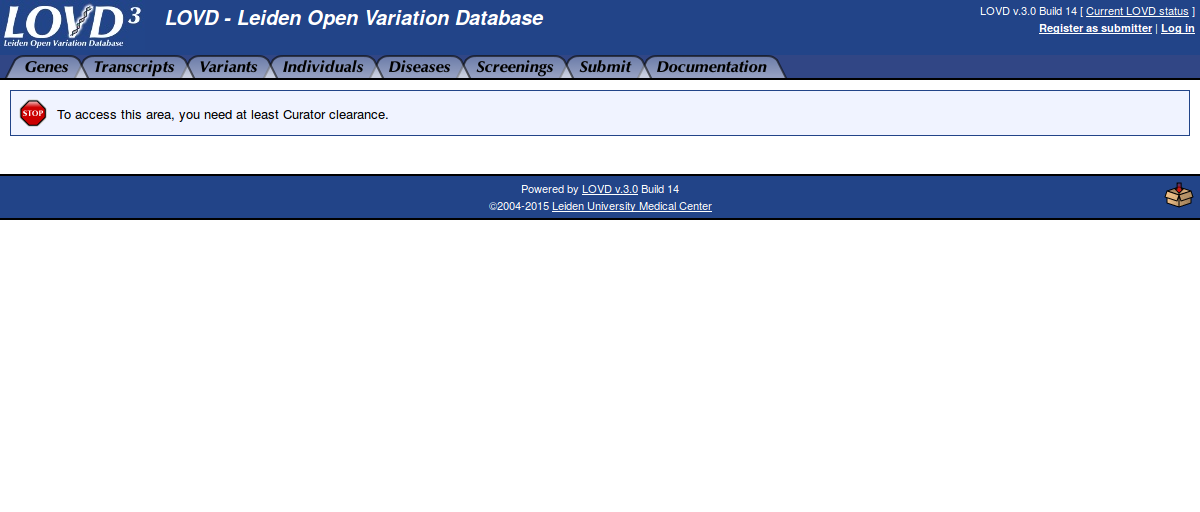 LOVD 3
Leiden Open Variation Database
LOVD - Leiden Open Variation Database
LOVD v.3.0 Build 14 [ Current LOVD status ]
Register as submitter | Log in
Genes Transcripts Variants Individuals Diseases Screenings Submit Documentation
STOP To access this area, you need at least Curator clearance.
Powered by LOVD v.3.0 Build 14
©2004-2015 Leiden University Medical Center